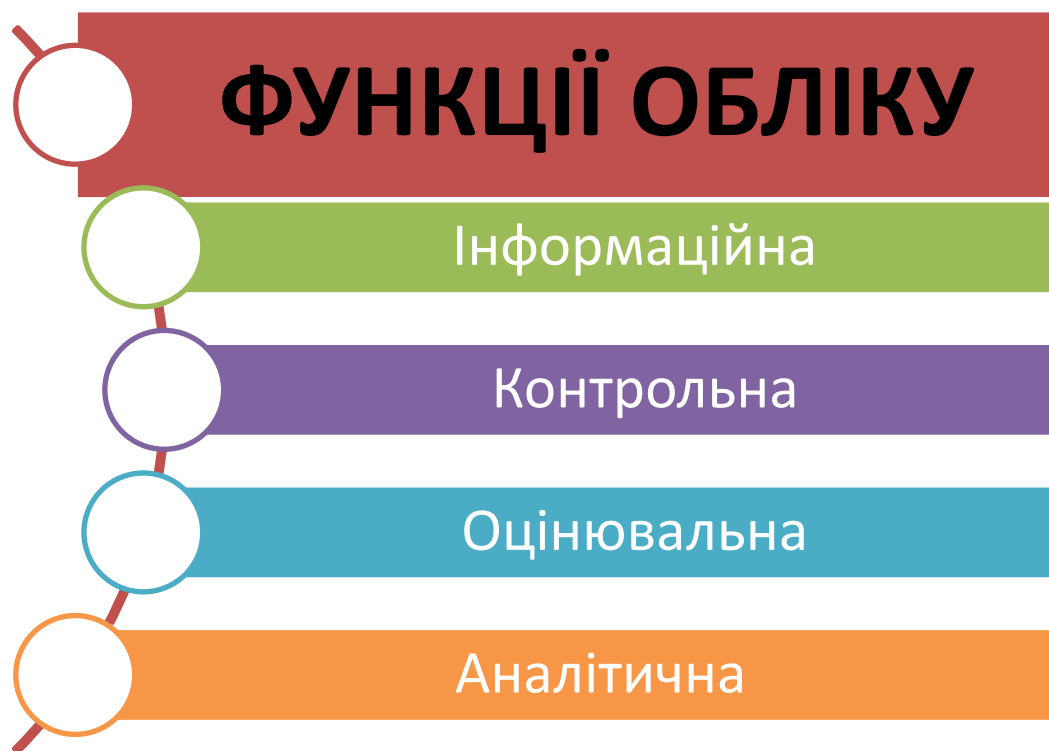 ФУНКЦІЇ ОБЛІКУ
Інформаційна
Контрольна
Оцінювальна
Аналітична